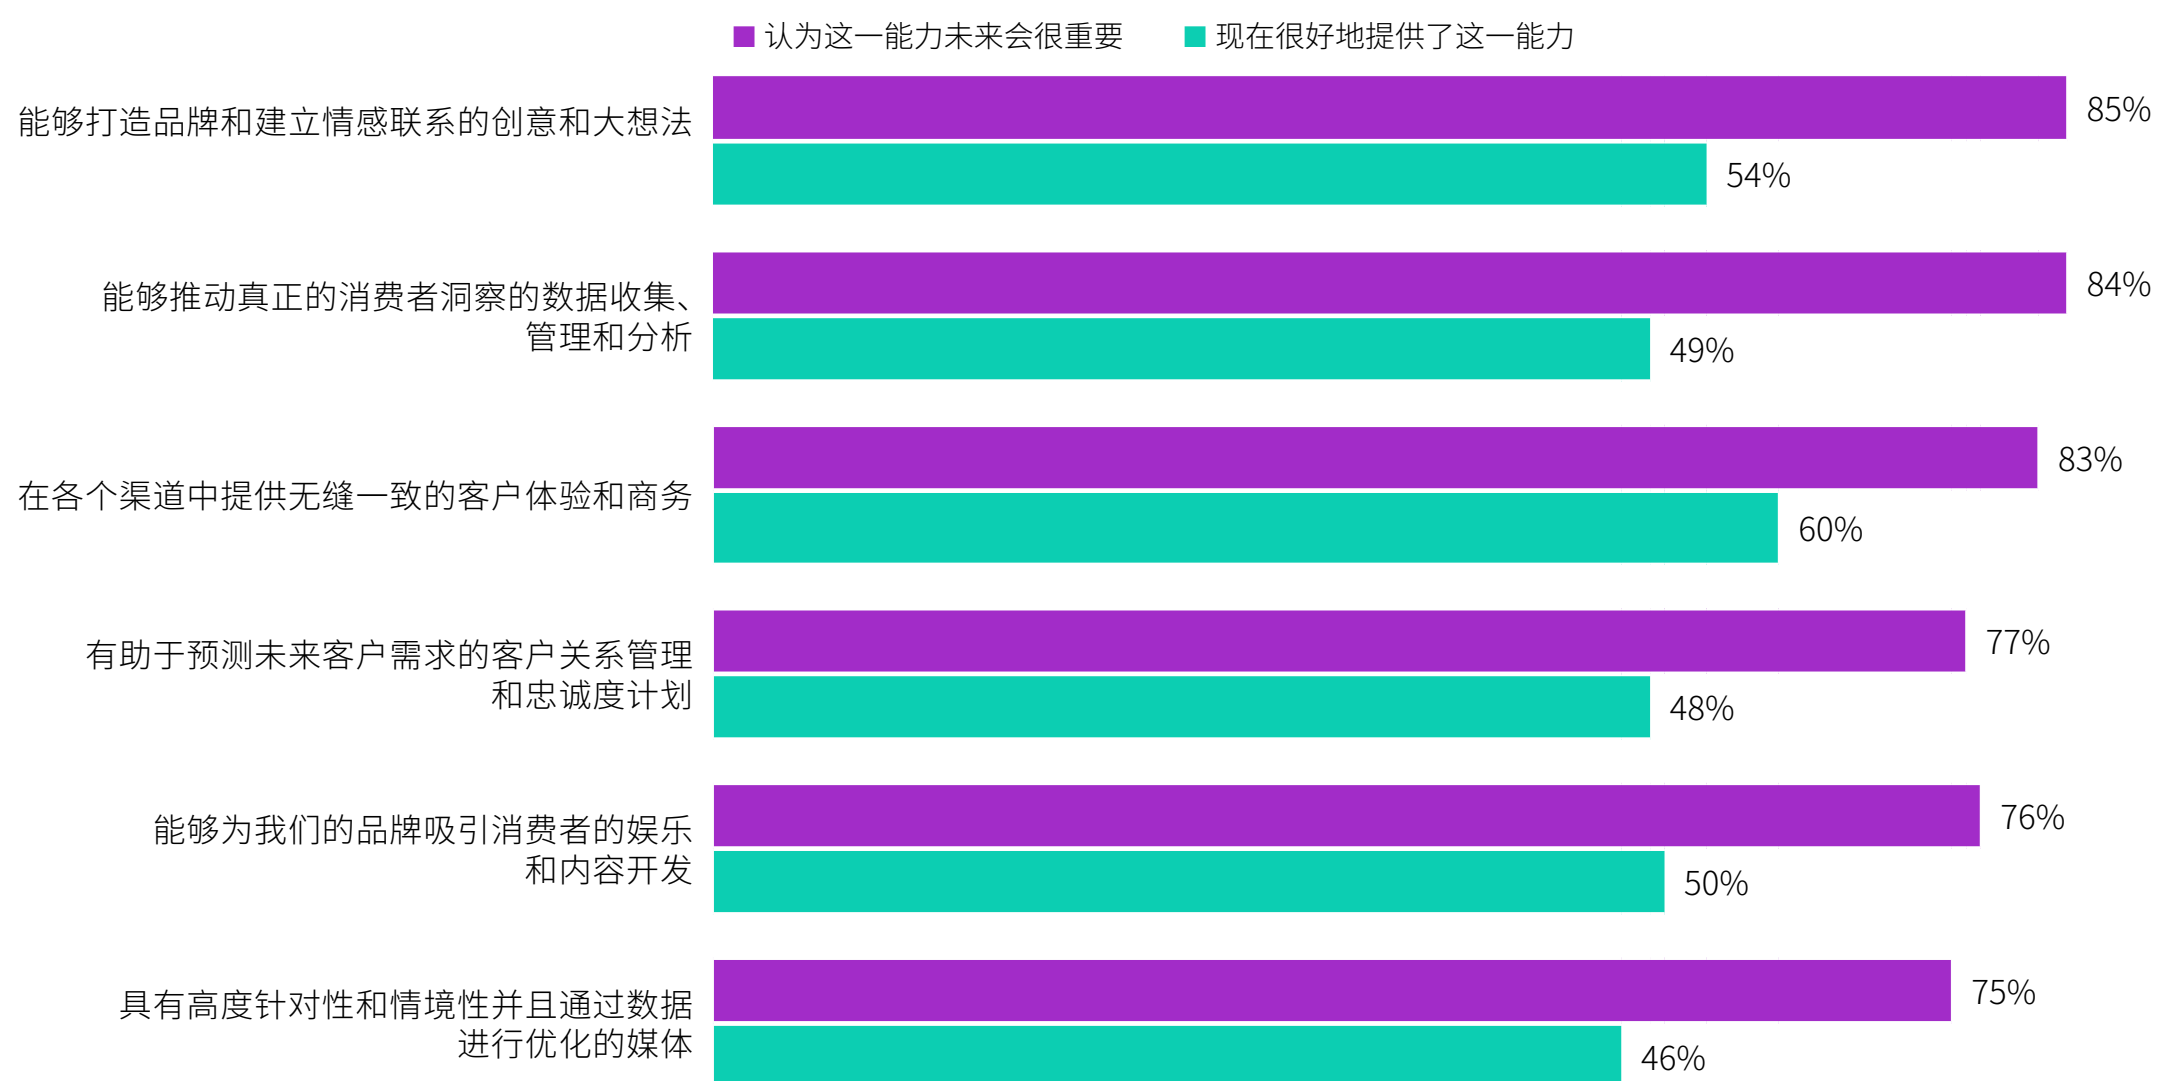 认为这一能力未来会很重要 现在很好地提供了这一能力
能够打造品牌和建立情感联系的创意和大想法
85%
54%
能够推动真正的消费者洞察的数据收集、
管理和分析
84%
49%
在各个渠道中提供无缝一致的客户体验和商务
83%
60%
有助于预测未来客户需求的客户关系管理
和忠诚度计划
77%
48%
能够为我们的品牌吸引消费者的娱乐
和内容开发
76%
50%
具有高度针对性和情境性并且通过数据
进行优化的媒体
75%
46%